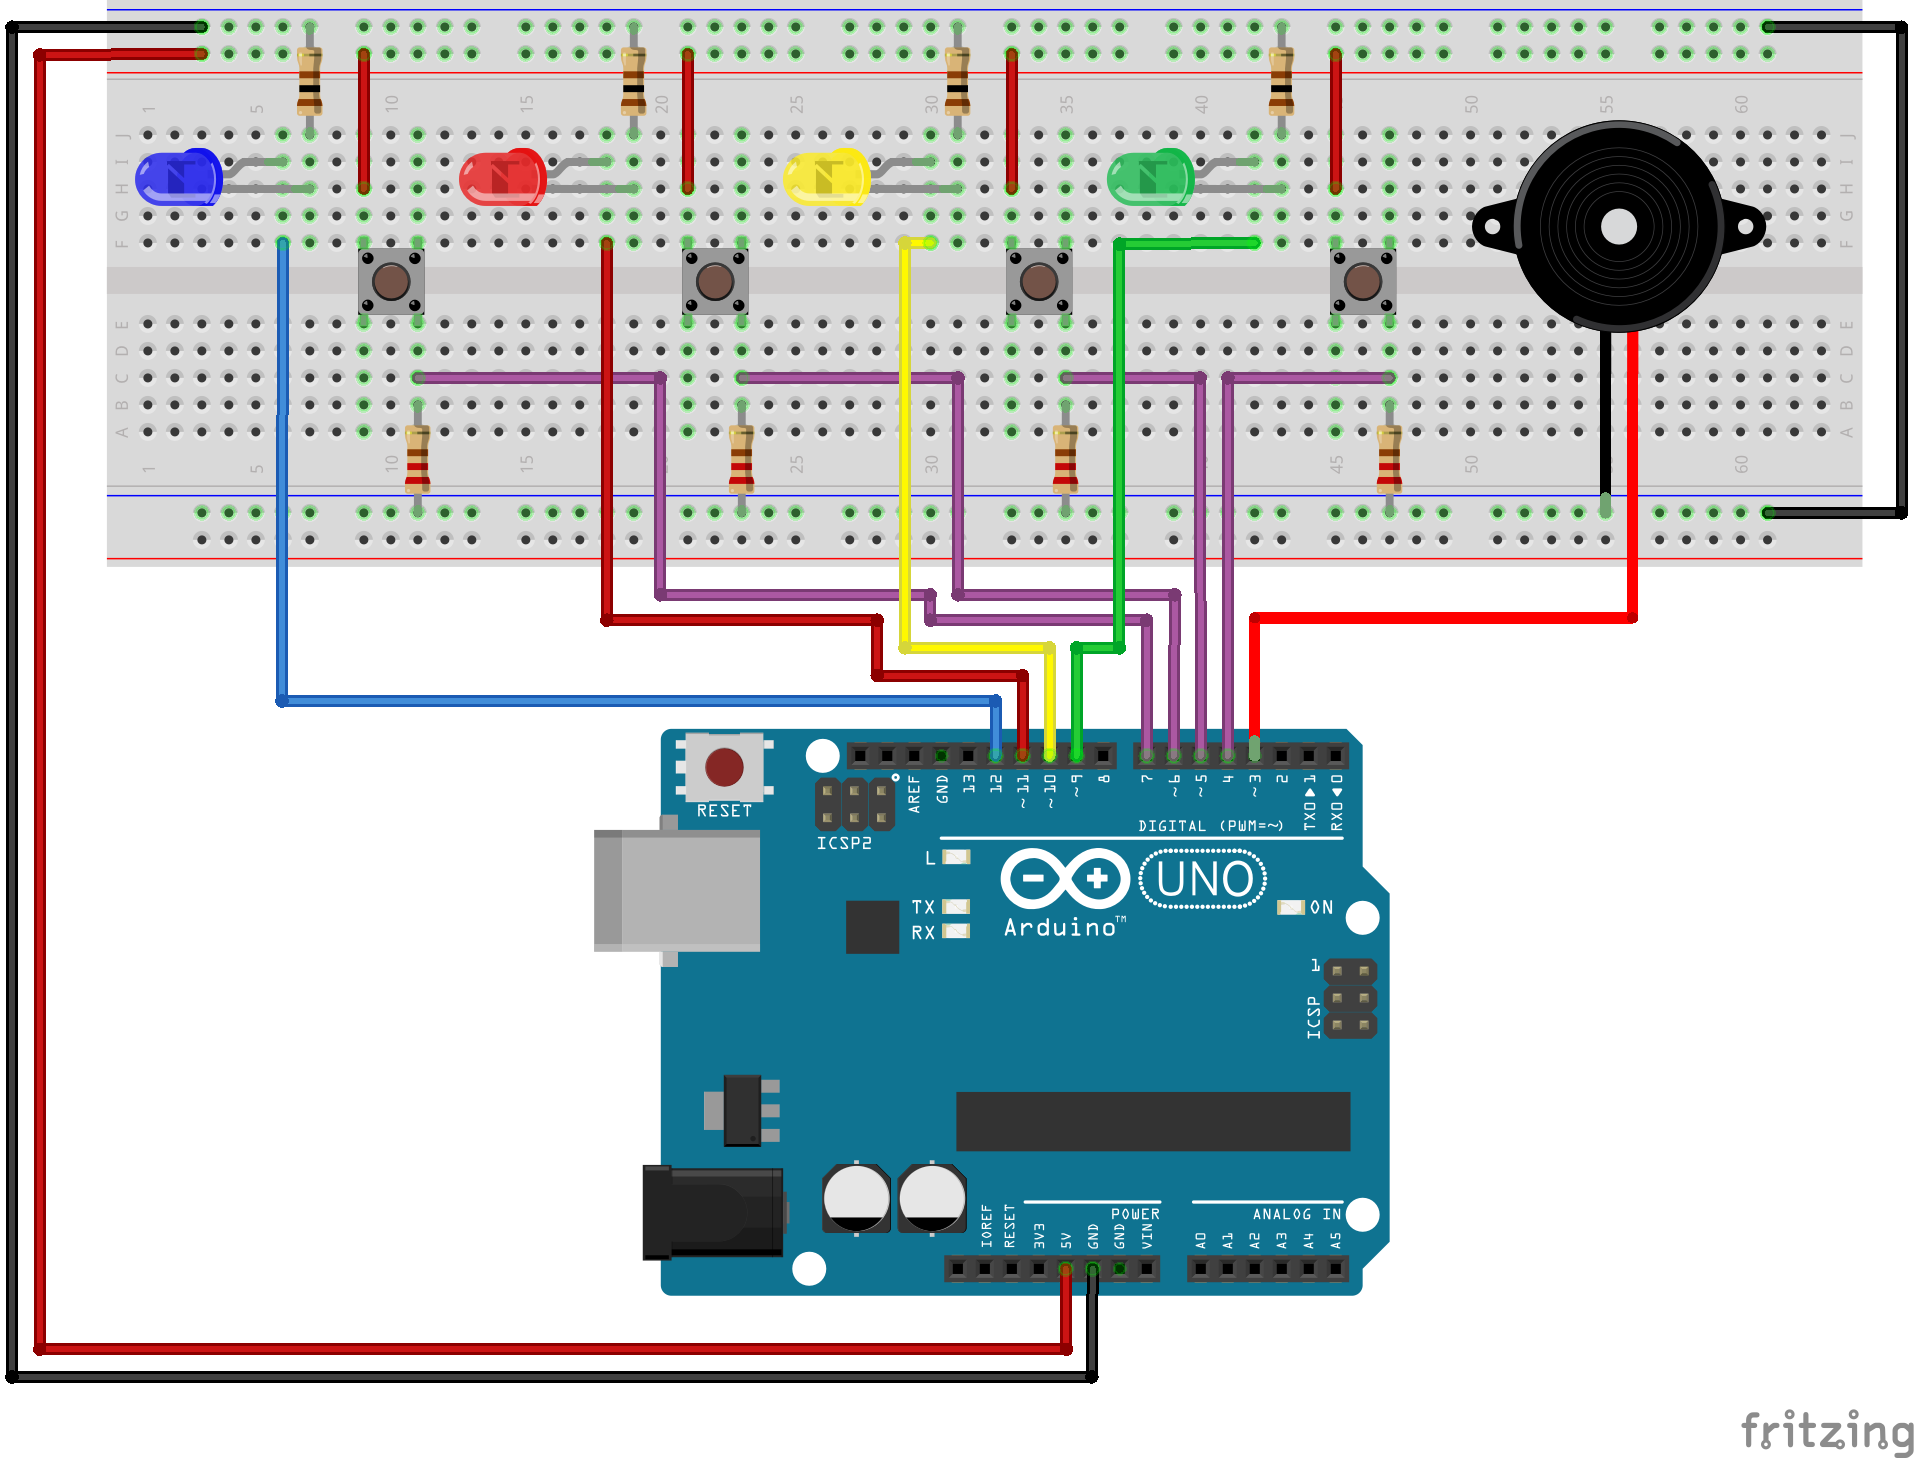 1 5 10 15 20 25 30 35 40 50 55 60
J J
I I
H H
G G
F F
E E
D D
C C
B B
A A
1 5 10 15 25 30 45 50 60
RESET
AREF GND 13 12 ~11 ~10 ~9 8 7 ~6 ~5 4 ~3 2 TX0▶1 RX0◀0
DIGITAL (PWM=~)
ICSP2
L
UNO
TX
RX
ON
Arduino™
1
ICSP
POWER
ANALOG IN
IOREF RESET 3V3 5V GND GND VIN A0 A1 A2 A3 A4 A5
fritzing